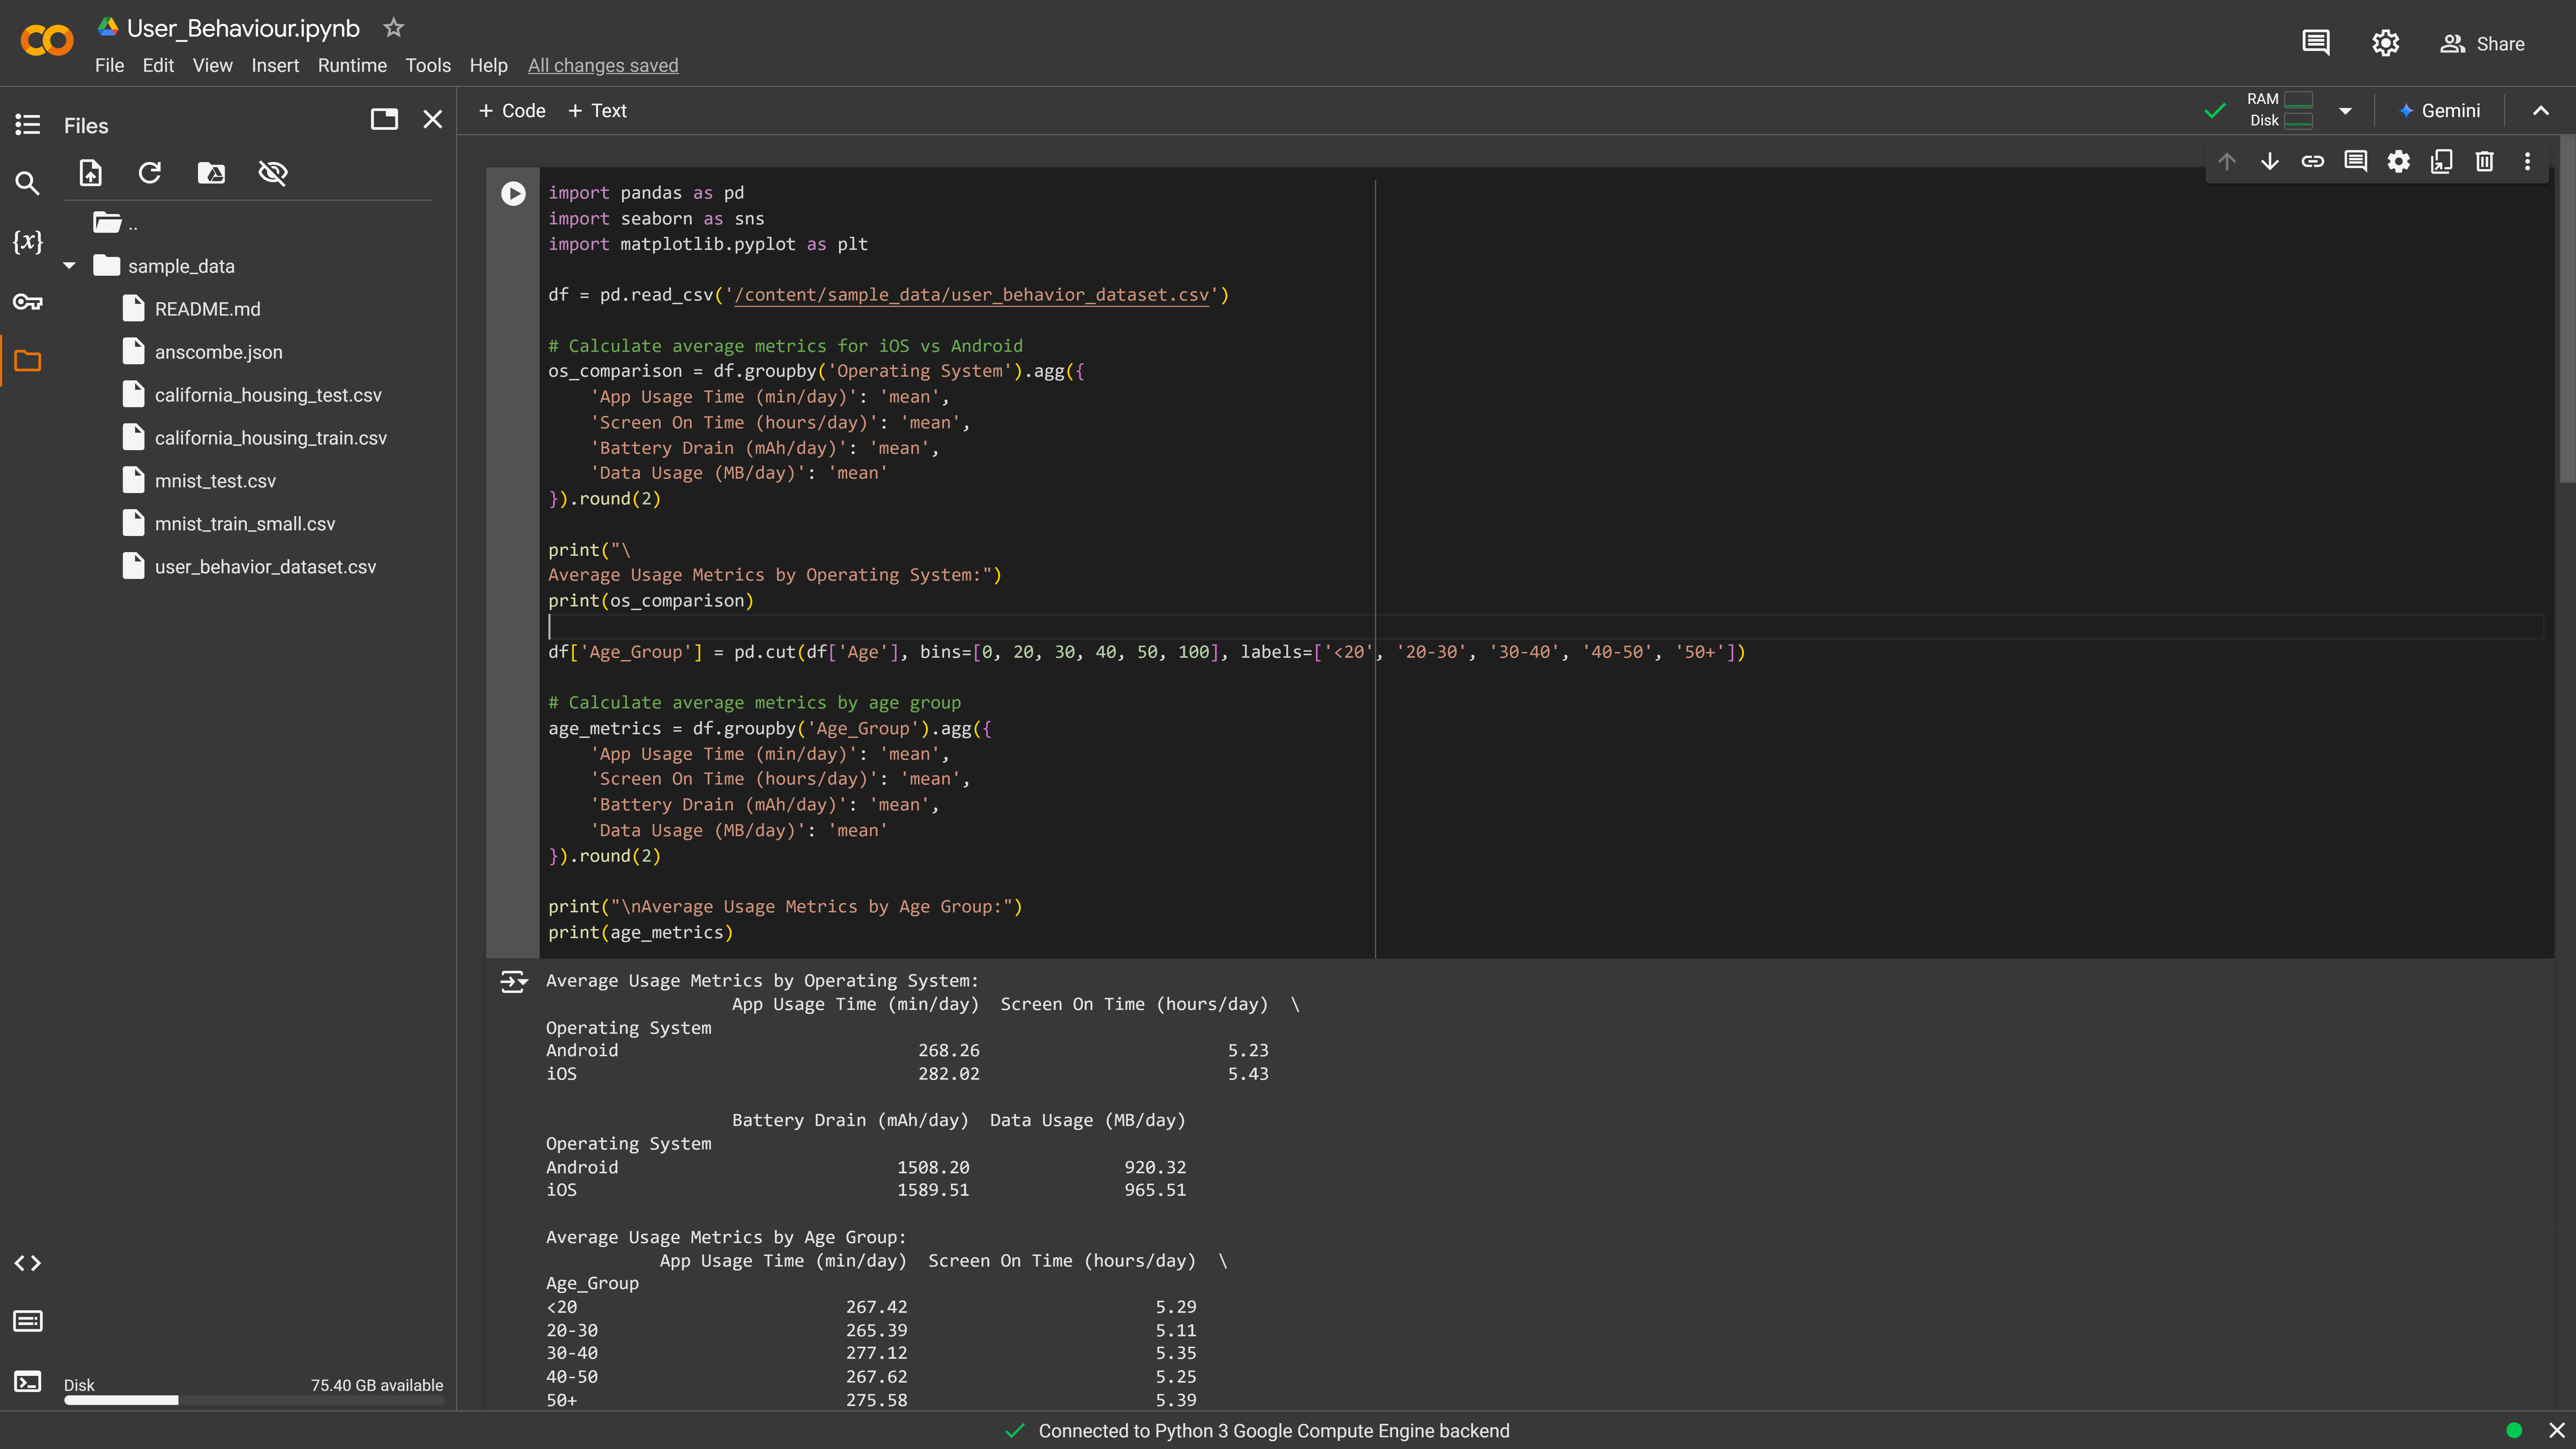 User_Behaviour.ipynb
File Edit View Insert Runtime Tools Help All changes saved
Share
Files
+ Code + Text
RAM
Disk
Gemini
..
sample_data
README.md
anscombe.json
california_housing_test.csv
california_housing_train.csv
mnist_test.csv
mnist_train_small.csv
user_behavior_dataset.csv
{x}
import pandas as pd
import seaborn as sns
import matplotlib.pyplot as plt
df = pd.read_csv('/content/sample_data/user_behavior_dataset.csv')
# Calculate average metrics for iOS vs Android
os_comparison = df.groupby('Operating System').agg({
    'App Usage Time (min/day)': 'mean',
    'Screen On Time (hours/day)': 'mean',
    'Battery Drain (mAh/day)': 'mean',
    'Data Usage (MB/day)': 'mean'
}).round(2)
print("\
Average Usage Metrics by Operating System:")
print(os_comparison)
df['Age_Group'] = pd.cut(df['Age'], bins=[0, 20, 30, 40, 50, 100], labels=['<20', '20-30', '30-40', '40-50', '50+'])
# Calculate average metrics by age group
age_metrics = df.groupby('Age_Group').agg({
    'App Usage Time (min/day)': 'mean',
    'Screen On Time (hours/day)': 'mean',
    'Battery Drain (mAh/day)': 'mean',
    'Data Usage (MB/day)': 'mean'
}).round(2)
print("\nAverage Usage Metrics by Age Group:")
print(age_metrics)
Average Usage Metrics by Operating System:
App Usage Time (min/day) Screen On Time (hours/day) \
Operating System
Android 268.26 5.23
iOS 282.02 5.43
Battery Drain (mAh/day) Data Usage (MB/day)
Operating System
Android 1508.20 920.32
iOS 1589.51 965.51
Average Usage Metrics by Age Group:
App Usage Time (min/day) Screen On Time (hours/day) \
Age_Group
<20 267.42 5.29
20-30 265.39 5.11
30-40 277.12 5.35
40-50 267.62 5.25
50+ 275.58 5.39
Disk 75.40 GB available
Connected to Python 3 Google Compute Engine backend